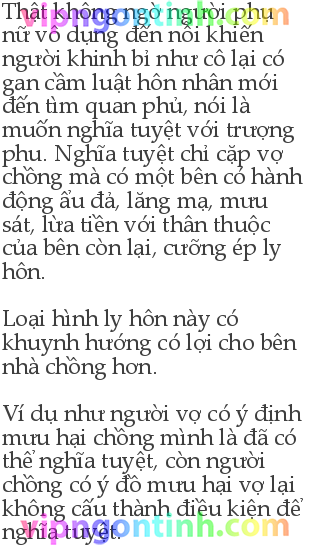 Thật không ngờ người phụ
vipngontinh.com
nữ vô dụng đến nỗi khiến
người khinh bỉ như cô lại có
gan cầm luật hôn nhân mới
đến tìm quan phủ, nói là
muốn nghĩa tuyệt với trượng
phu. Nghĩa tuyệt chỉ cặp vợ
chồng mà có một bên có hành
động ẩu đả, lăng mạ, mưu
sát, lừa tiền với thân thuộc
của bên còn lại, cưỡng ép ly
hôn.
Loại hình ly hôn này có
khuynh hướng có lợi cho bên
nhà chồng hơn.
Ví dụ như người vợ có ý định
mưu hại chồng mình là đã có
thể nghĩa tuyệt, còn người
chồng có ý đồ mưu hại vợ lại
không cấu thành điều kiện để
vipngontinh.com
nghĩa tuyệt.